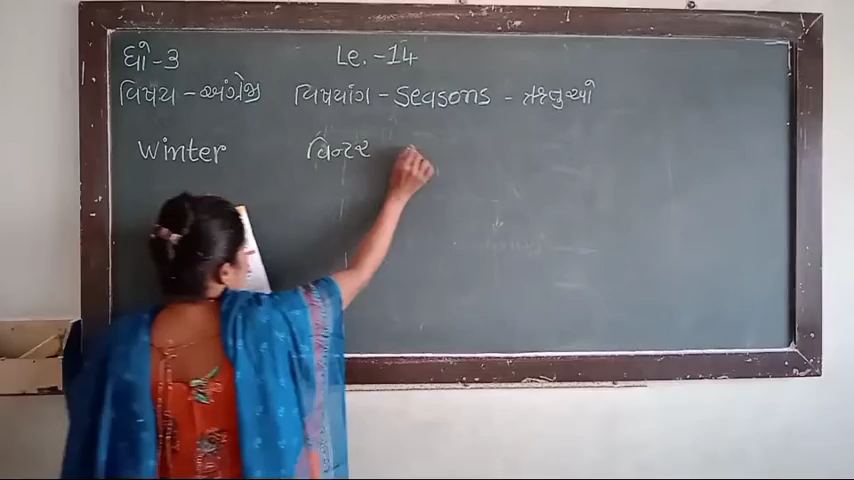 ધો-3 Le. -14
વિષય - અંગ્રેજી વિષયાંગ - Seasons - ઋતુઓ
Winter વિન્ટર